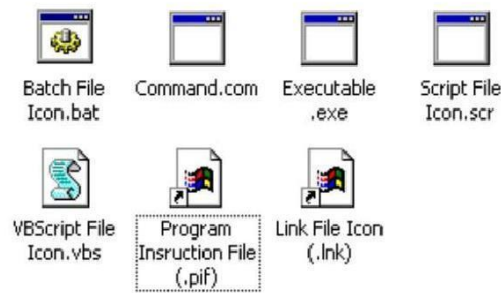 Batch File
Icon.bat
Command.com
Executable
.exe
Script File
Icon.scr
VBScript File
Icon.vbs
Program
Insruction File
(.pif)
Link File Icon
(.lnk)